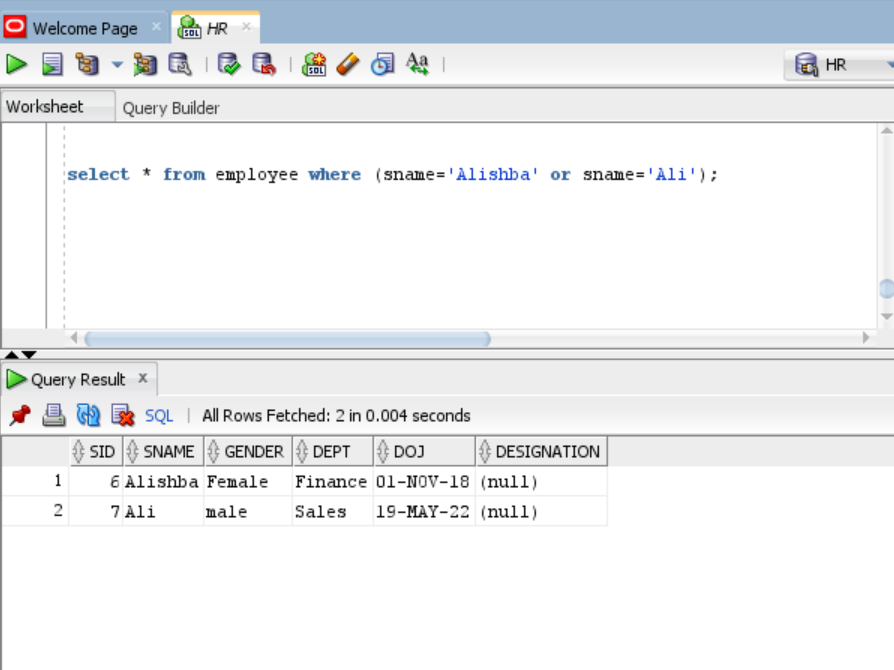 Welcome Page HR
SQL Aa HR
Worksheet Query Builder
select * from employee where (sname='Alishba' or sname='Ali');
Query Result x
SQL | All Rows Fetched: 2 in 0.004 seconds
SID SNAME GENDER DEPT DOJ DESIGNATION
1 6 Alishba Female Finance 01-NOV-18 (null)
2 7 Ali male Sales 19-MAY-22 (null)